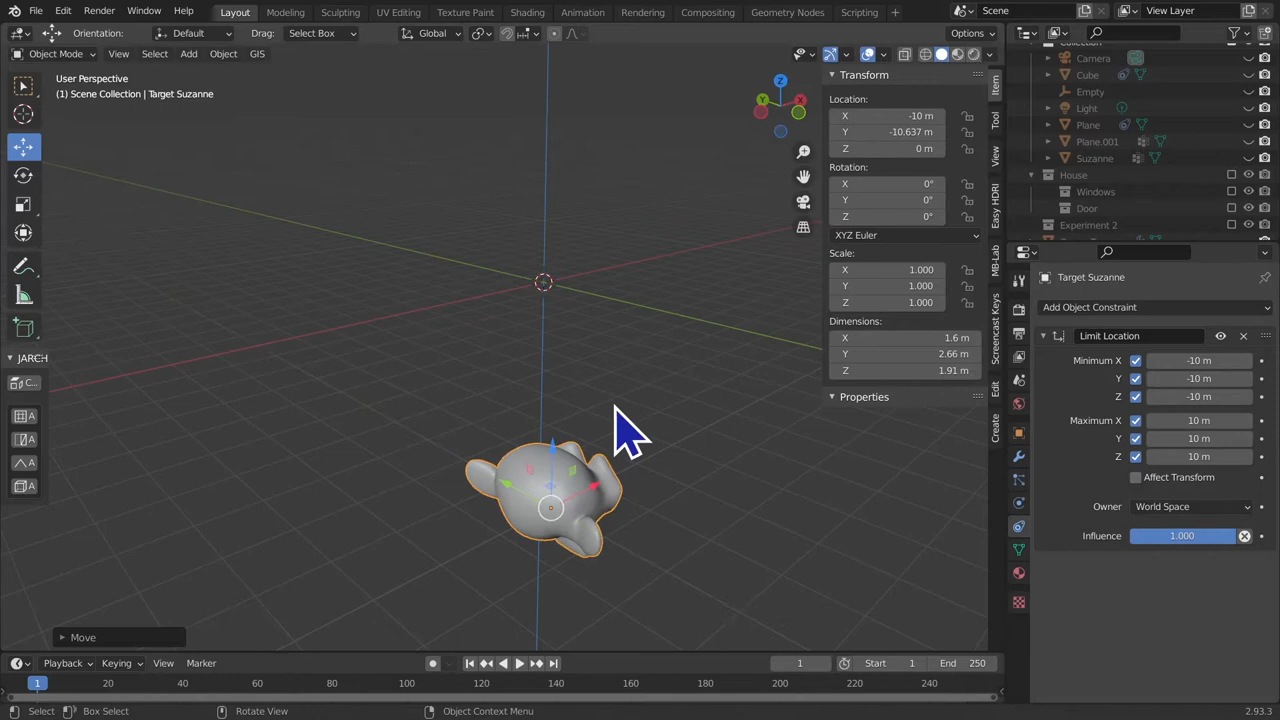 File Edit Render Window Help Layout Modeling Sculpting UV Editing Texture Paint Shading Animation Rendering Compositing Geometry Nodes Scripting + Scene View Layer
Orientation: Default Drag: Select Box Global Options
Object Mode View Select Add Object GIS
User Perspective
(1) Scene Collection | Target Suzanne
Z
Y X
JARCH
C...
A
A
A
A
Move
Transform
Location:
X -10 m
Y -10.637 m
Z 0 m
Rotation:
X 0°
Y 0°
Z 0°
XYZ Euler
Scale:
X 1.000
Y 1.000
Z 1.000
Dimensions:
X 1.6 m
Y 2.66 m
Z 1.91 m
Properties
Item
Tool
View
Easy HDRI
MB-Lab
Screencast Keys
Edit
Create
Collection
Camera
Cube
Empty
Light
Plane
Plane.001
Suzanne
House
Windows
Door
Experiment 2
Target Suzanne
Add Object Constraint
Limit Location
Minimum X -10 m
Y -10 m
Z -10 m
Maximum X 10 m
Y 10 m
Z 10 m
Affect Transform
Owner World Space
Influence 1.000
Playback Keying View Marker 1 Start 1 End 250
1 20 40 60 80 100 120 140 160 180 200 220 240
Select Box Select Rotate View Object Context Menu 2.93.3